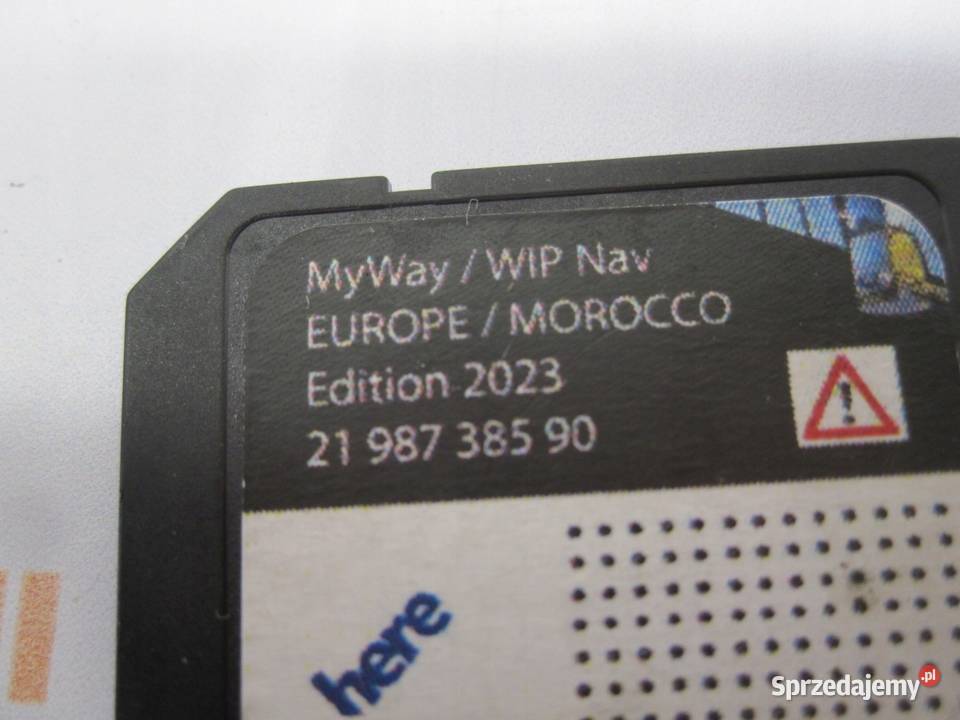 MyWay / WIP Nav
EUROPE / MOROCCO
Edition 2023
21 987 385 90
here
Sprzedajemy.pl